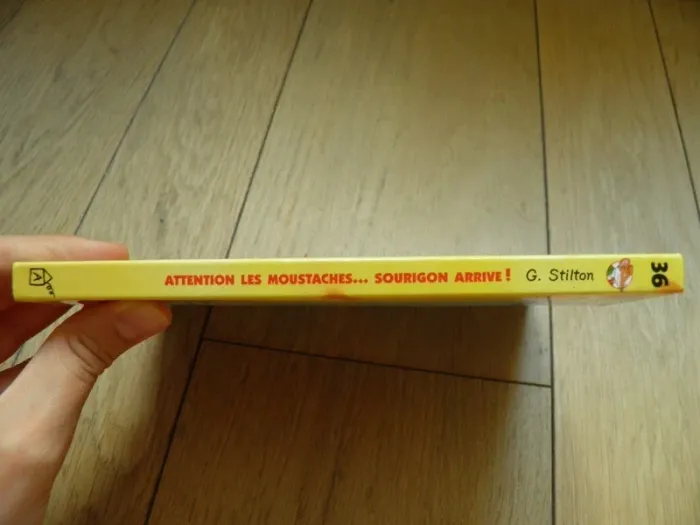 ATTENTION LES MOUSTACHES... SOURIGON ARRIVE! G. Stilton
36